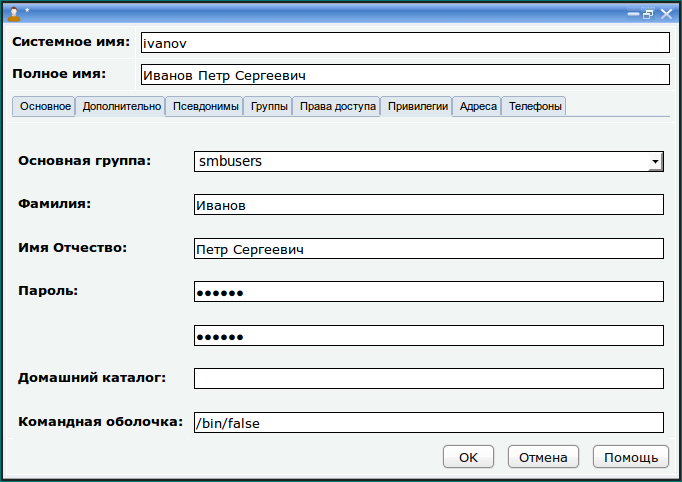 *
Системное имя: ivanov
Полное имя: Иванов Петр Сергеевич
Основное Дополнительно Псевдонимы Группы Права доступа Привилегии Адреса Телефоны
Основная группа: smbusers
Фамилия: Иванов
Имя Отчество: Петр Сергеевич
Пароль: ●●●●●●
●●●●●●
Домашний каталог:
Командная оболочка: /bin/false
OK Отмена Помощь